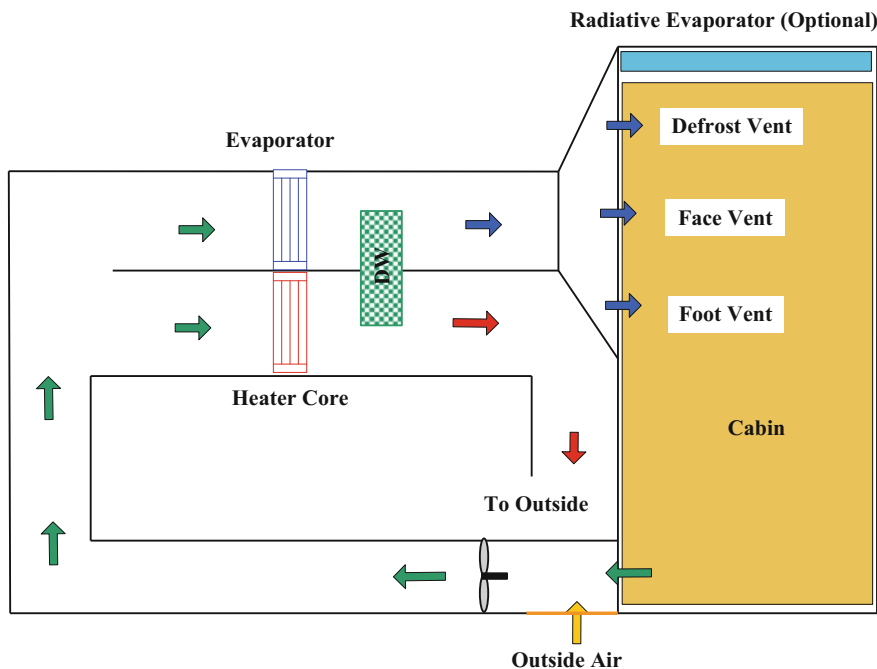 Radiative Evaporator (Optional)
Defrost Vent
Evaporator
Face Vent
DW
Foot Vent
Heater Core
Cabin
To Outside
Outside Air